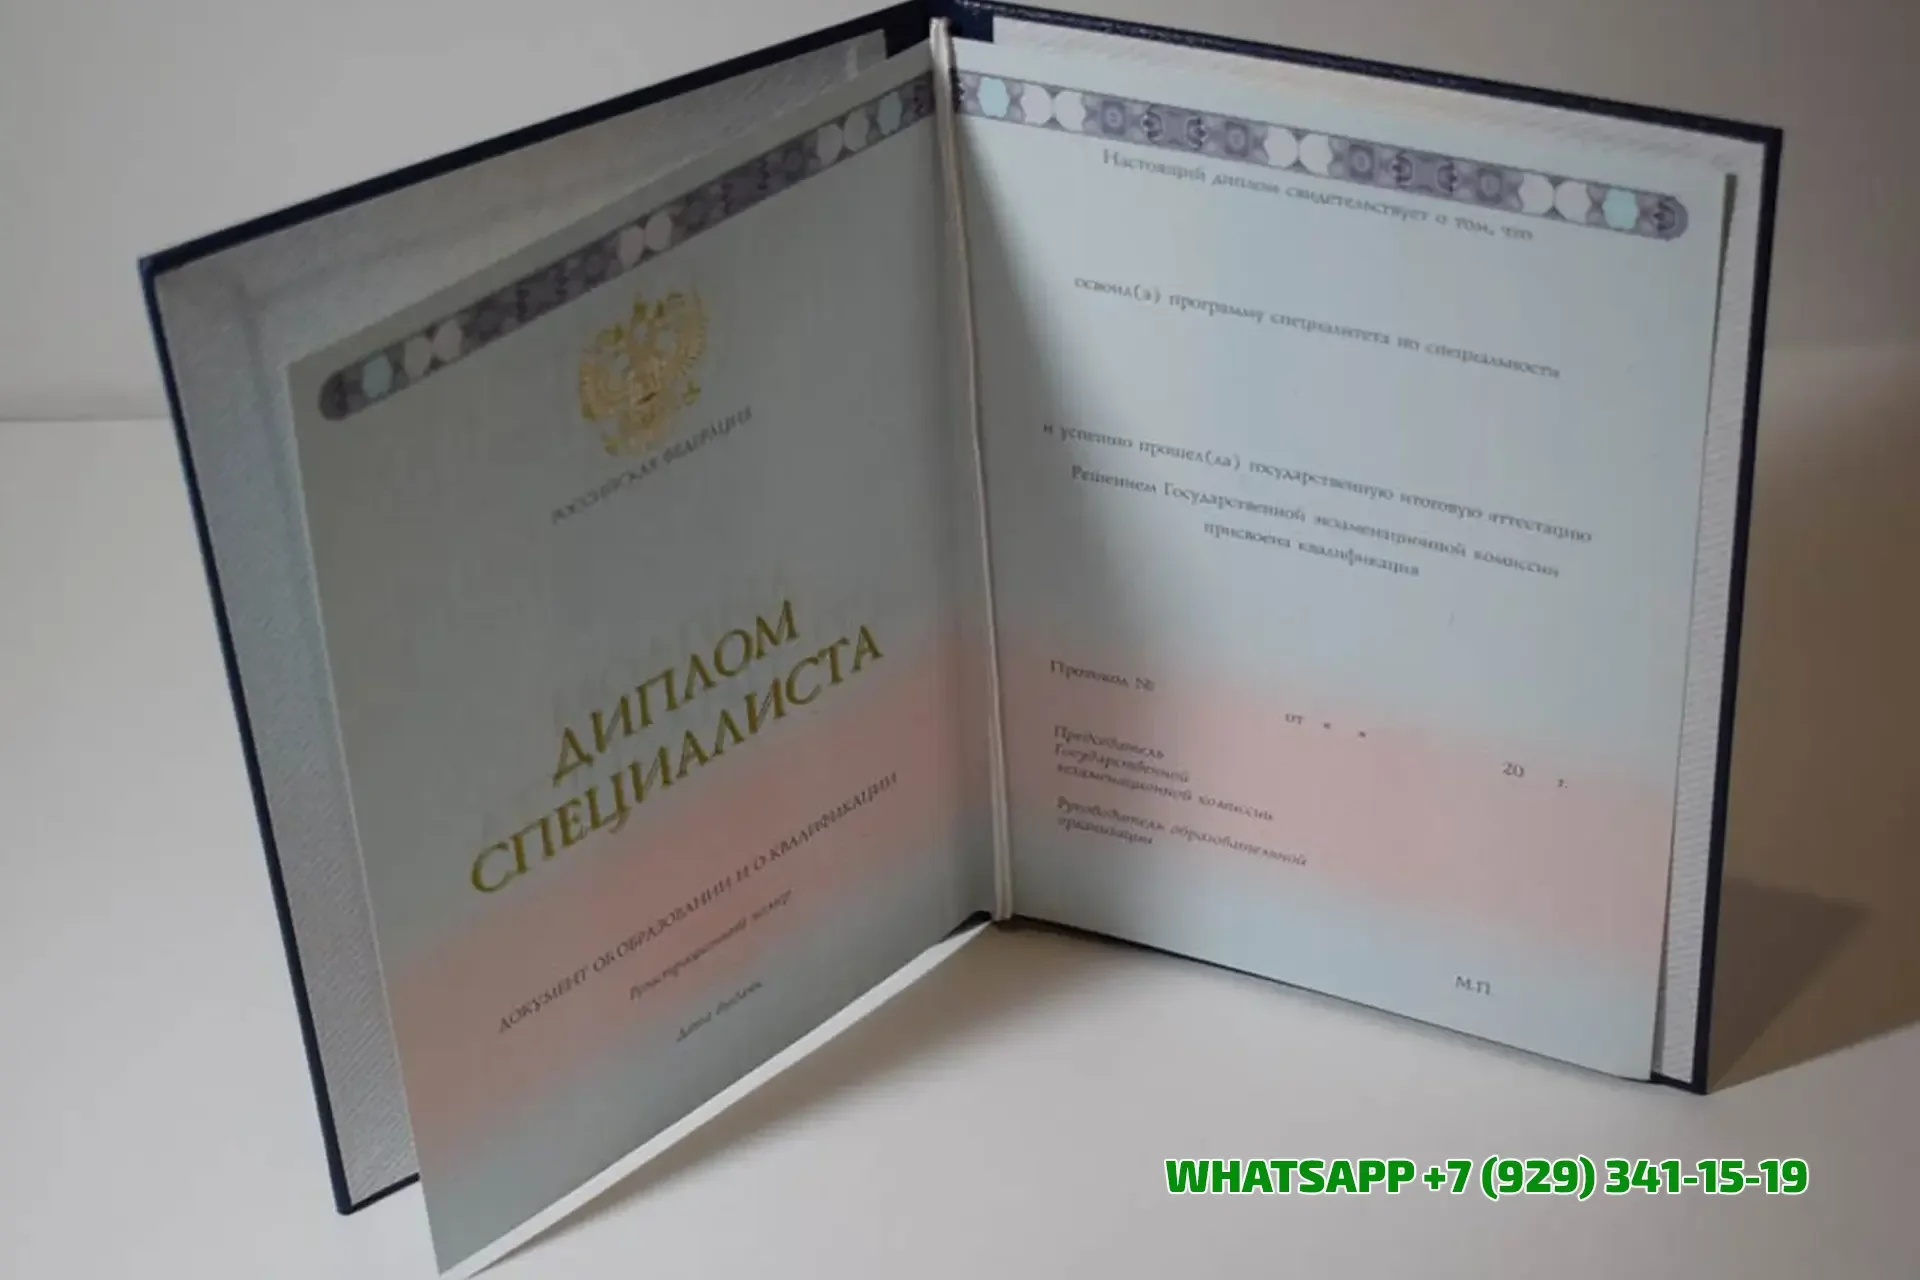 РОССИЙСКАЯ ФЕДЕРАЦИЯ
ДИПЛОМ
СПЕЦИАЛИСТА
ДОКУМЕНТ ОБ ОБРАЗОВАНИИ И О КВАЛИФИКАЦИИ
Регистрационный номер
Дата выдачи
Настоящий диплом свидетельствует о том, что
освоил(а) программу специалитета по специальности
и успешно прошел(ла) государственную итоговую аттестацию
Решением Государственной экзаменационной комиссии
присвоена квалификация
Протокол №
от « » 20 г.
Председатель
Государственной
экзаменационной комиссии
Руководитель образовательной
организации
М.П.
WHATSAPP +7 (929) 341-15-19